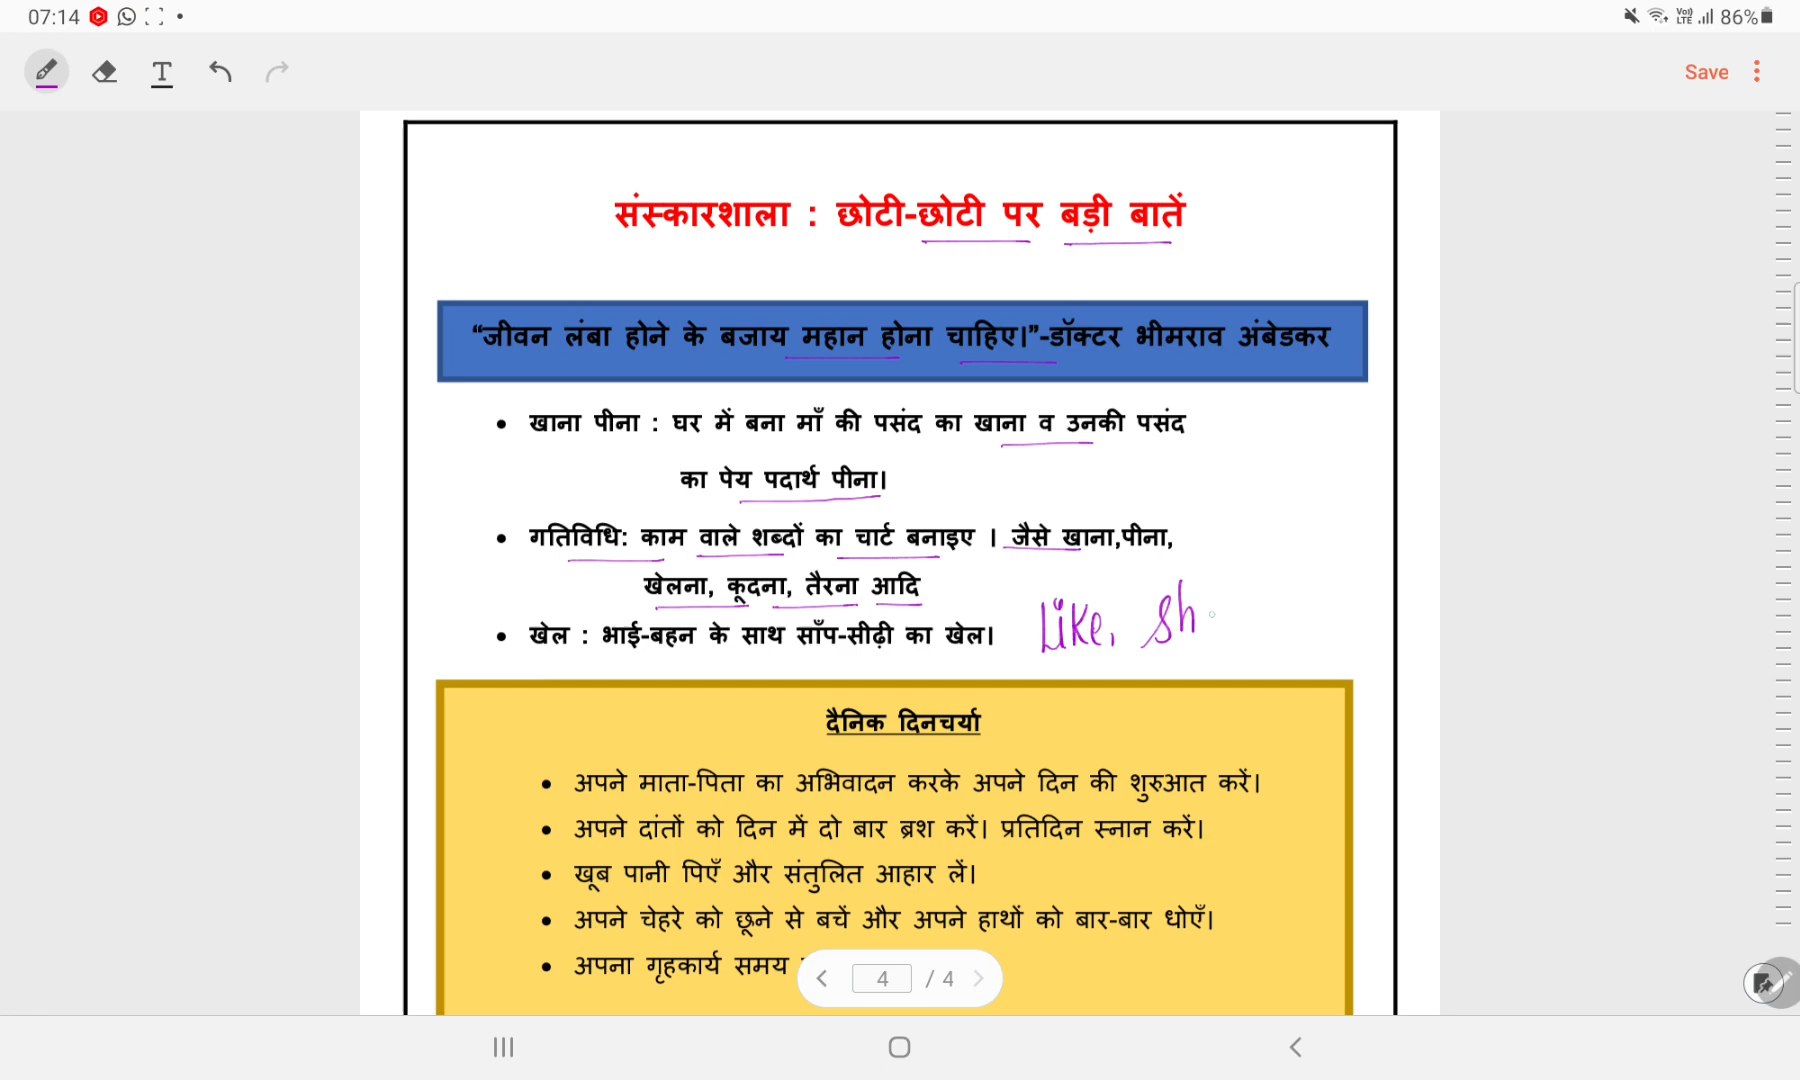 07:14
86%
T
Save
संस्कारशाला : छोटी-छोटी पर बड़ी बातें
“जीवन लंबा होने के बजाय महान होना चाहिए।”-डॉक्टर भीमराव अंबेडकर
• खाना पीना : घर में बना माँ की पसंद का खाना व उनकी पसंद
का पेय पदार्थ पीना।
• गतिविधि: काम वाले शब्दों का चार्ट बनाइए । जैसे खाना,पीना,
खेलना, कूदना, तैरना आदि
• खेल : भाई-बहन के साथ साँप-सीढ़ी का खेल।
Like, Sh
दैनिक दिनचर्या
• अपने माता-पिता का अभिवादन करके अपने दिन की शुरुआत करें।
• अपने दांतों को दिन में दो बार ब्रश करें। प्रतिदिन स्नान करें।
• खूब पानी पिएँ और संतुलित आहार लें।
• अपने चेहरे को छूने से बचें और अपने हाथों को बार-बार धोएँ।
• अपना गृहकार्य समय
4 / 4